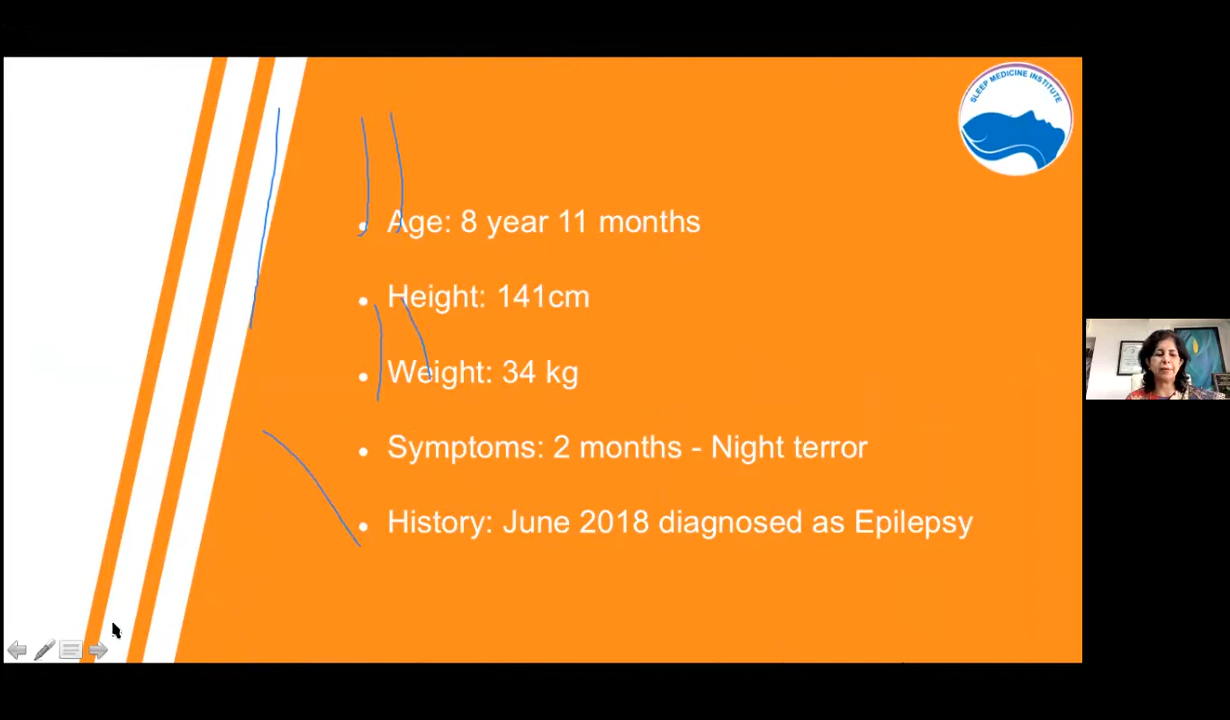 SLEEP MEDICINE INSTITUTE
• Age: 8 year 11 months
• Height: 141cm
• Weight: 34 kg
• Symptoms: 2 months - Night terror
• History: June 2018 diagnosed as Epilepsy